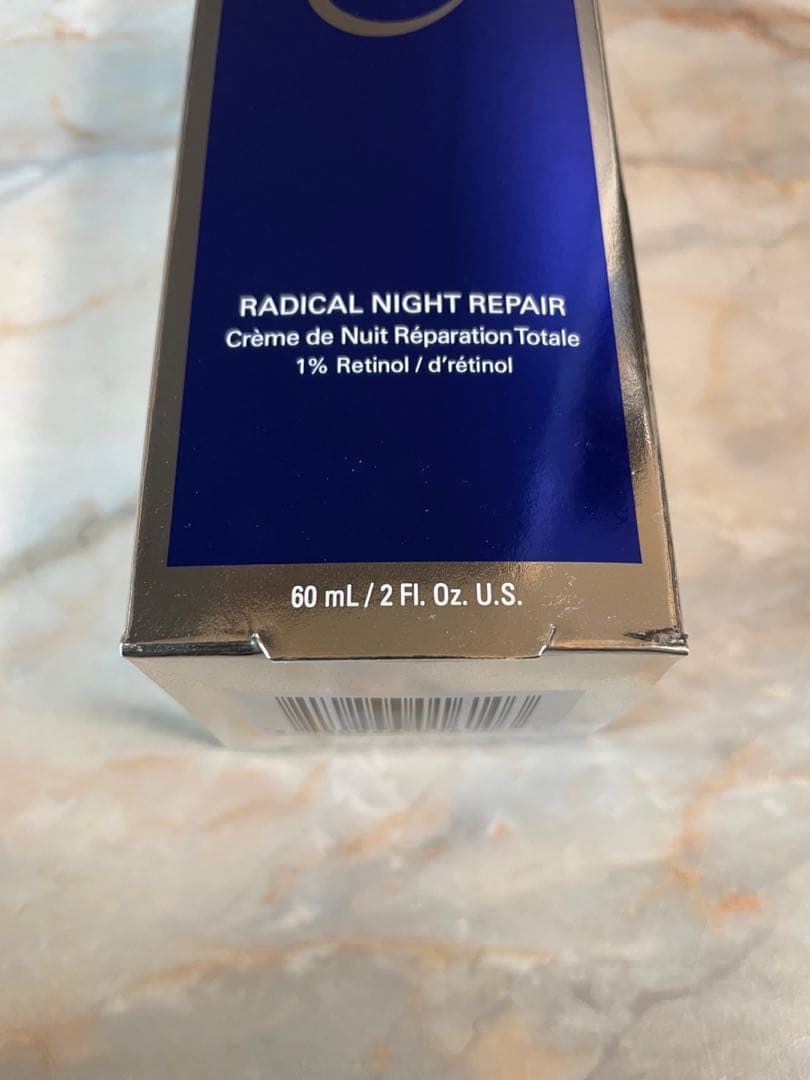 RADICAL NIGHT REPAIR
Crème de Nuit Réparation Totale
1% Retinol / d'rétinol
60 mL / 2 Fl. Oz. U.S.